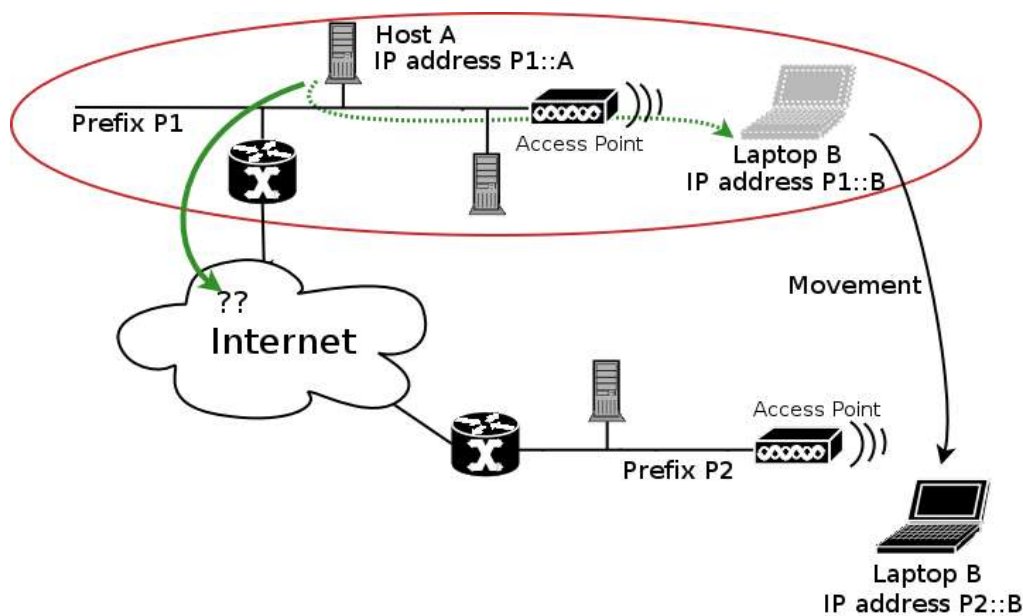 Host A
IP address P1::A
Prefix P1
Access Point
Laptop B
IP address P1::B
Movement
??
Internet
Access Point
Prefix P2
Laptop B
IP address P2::B